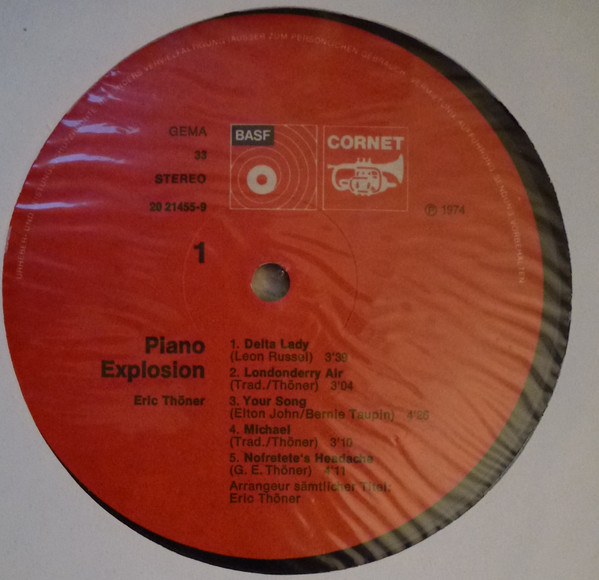 GEMA
33
STEREO
20 21455-9
BASF
CORNET
Ⓟ 1974
1
Piano
Explosion
Eric Thöner
1. Delta Lady
(Leon Russel) 3'39
2. Londonderry Air
(Trad./Thöner) 3'04
3. Your Song
(Elton John/Bernie Taupin)
4. Michael
(Trad./Thöner) 3'10
5. Nofretete's Headache
(G. E. Thöner) 4'11
Arrangeur sämtlicher Titel:
Eric Thöner